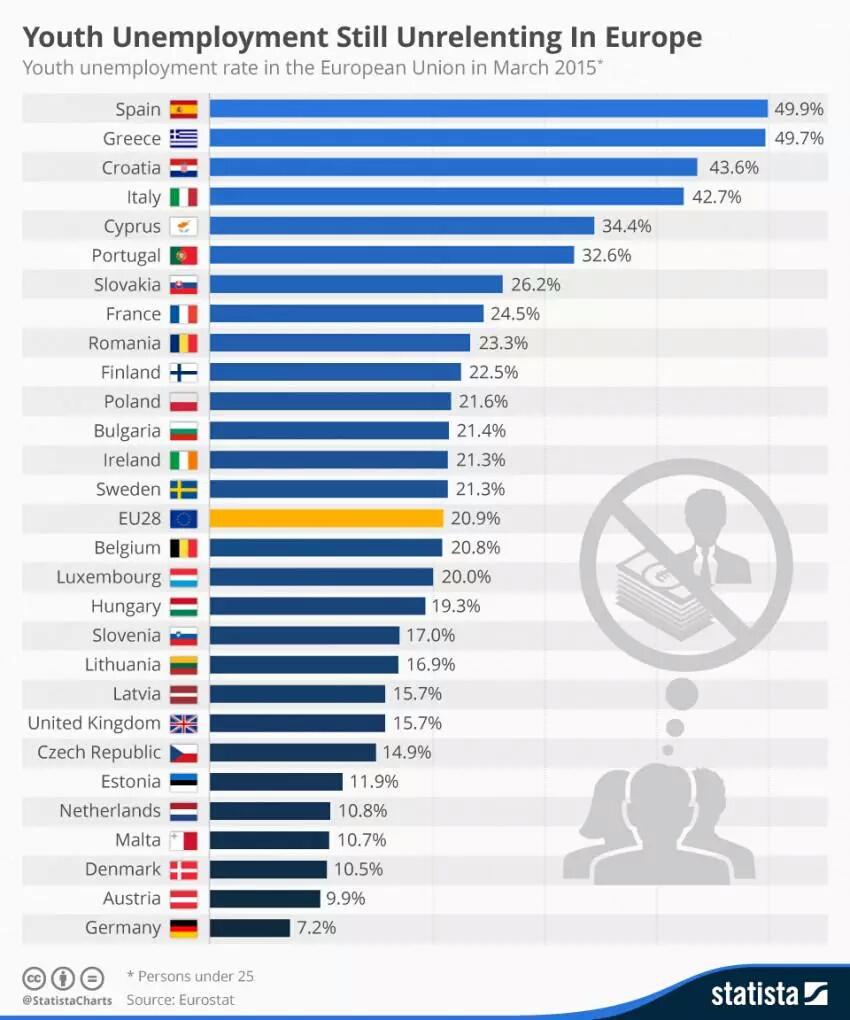 Youth Unemployment Still Unrelenting In Europe
Youth unemployment rate in the European Union in March 2015*
Spain 49.9%
Greece 49.7%
Croatia 43.6%
Italy 42.7%
Cyprus 34.4%
Portugal 32.6%
Slovakia 26.2%
France 24.5%
Romania 23.3%
Finland 22.5%
Poland 21.6%
Bulgaria 21.4%
Ireland 21.3%
Sweden 21.3%
EU28 20.9%
Belgium 20.8%
Luxembourg 20.0%
Hungary 19.3%
Slovenia 17.0%
Lithuania 16.9%
Latvia 15.7%
United Kingdom 15.7%
Czech Republic 14.9%
Estonia 11.9%
Netherlands 10.8%
Malta 10.7%
Denmark 10.5%
Austria 9.9%
Germany 7.2%
* Persons under 25
@StatistaCharts Source: Eurostat
statista